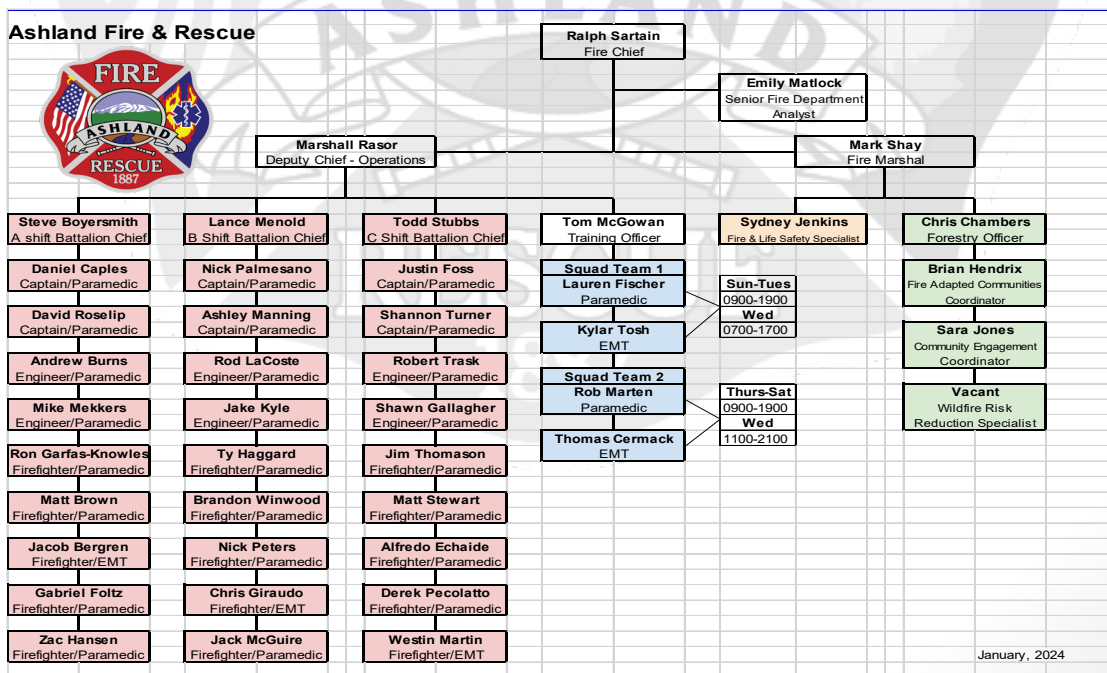 Ashland Fire & Rescue
FIRE
ASHLAND
RESCUE
1887
ASHLAND
RESCUE
Ralph Sartain
Fire Chief
Emily Matlock
Senior Fire Department
Analyst
Marshall Rasor
Deputy Chief - Operations
Mark Shay
Fire Marshal
Steve Boyersmith
A shift Battalion Chief
Daniel Caples
Captain/Paramedic
David Roselip
Captain/Paramedic
Andrew Burns
Engineer/Paramedic
Mike Mekkers
Engineer/Paramedic
Ron Garfas-Knowles
Firefighter/Paramedic
Matt Brown
Firefighter/Paramedic
Jacob Bergren
Firefighter/EMT
Gabriel Foltz
Firefighter/Paramedic
Zac Hansen
Firefighter/Paramedic
Lance Menold
B Shift Battalion Chief
Nick Palmesano
Captain/Paramedic
Ashley Manning
Captain/Paramedic
Rod LaCoste
Engineer/Paramedic
Jake Kyle
Engineer/Paramedic
Ty Haggard
Firefighter/Paramedic
Brandon Winwood
Firefighter/Paramedic
Nick Peters
Firefighter/Paramedic
Chris Giraudo
Firefighter/EMT
Jack McGuire
Firefighter/Paramedic
Todd Stubbs
C Shift Battalion Chief
Justin Foss
Captain/Paramedic
Shannon Turner
Captain/Paramedic
Robert Trask
Engineer/Paramedic
Shawn Gallagher
Engineer/Paramedic
Jim Thomason
Firefighter/Paramedic
Matt Stewart
Firefighter/Paramedic
Alfredo Echaide
Firefighter/Paramedic
Derek Pecolatto
Firefighter/Paramedic
Westin Martin
Firefighter/EMT
Tom McGowan
Training Officer
Squad Team 1
Lauren Fischer
Paramedic
Kylar Tosh
EMT
Sun-Tues
0900-1900
Wed
0700-1700
Squad Team 2
Rob Marten
Paramedic
Thomas Cermack
EMT
Thurs-Sat
0900-1900
Wed
1100-2100
Sydney Jenkins
Fire & Life Safety Specialist
Chris Chambers
Forestry Officer
Brian Hendrix
Fire Adapted Communities
Coordinator
Sara Jones
Community Engagement
Coordinator
Vacant
Wildfire Risk
Reduction Specialist
January, 2024